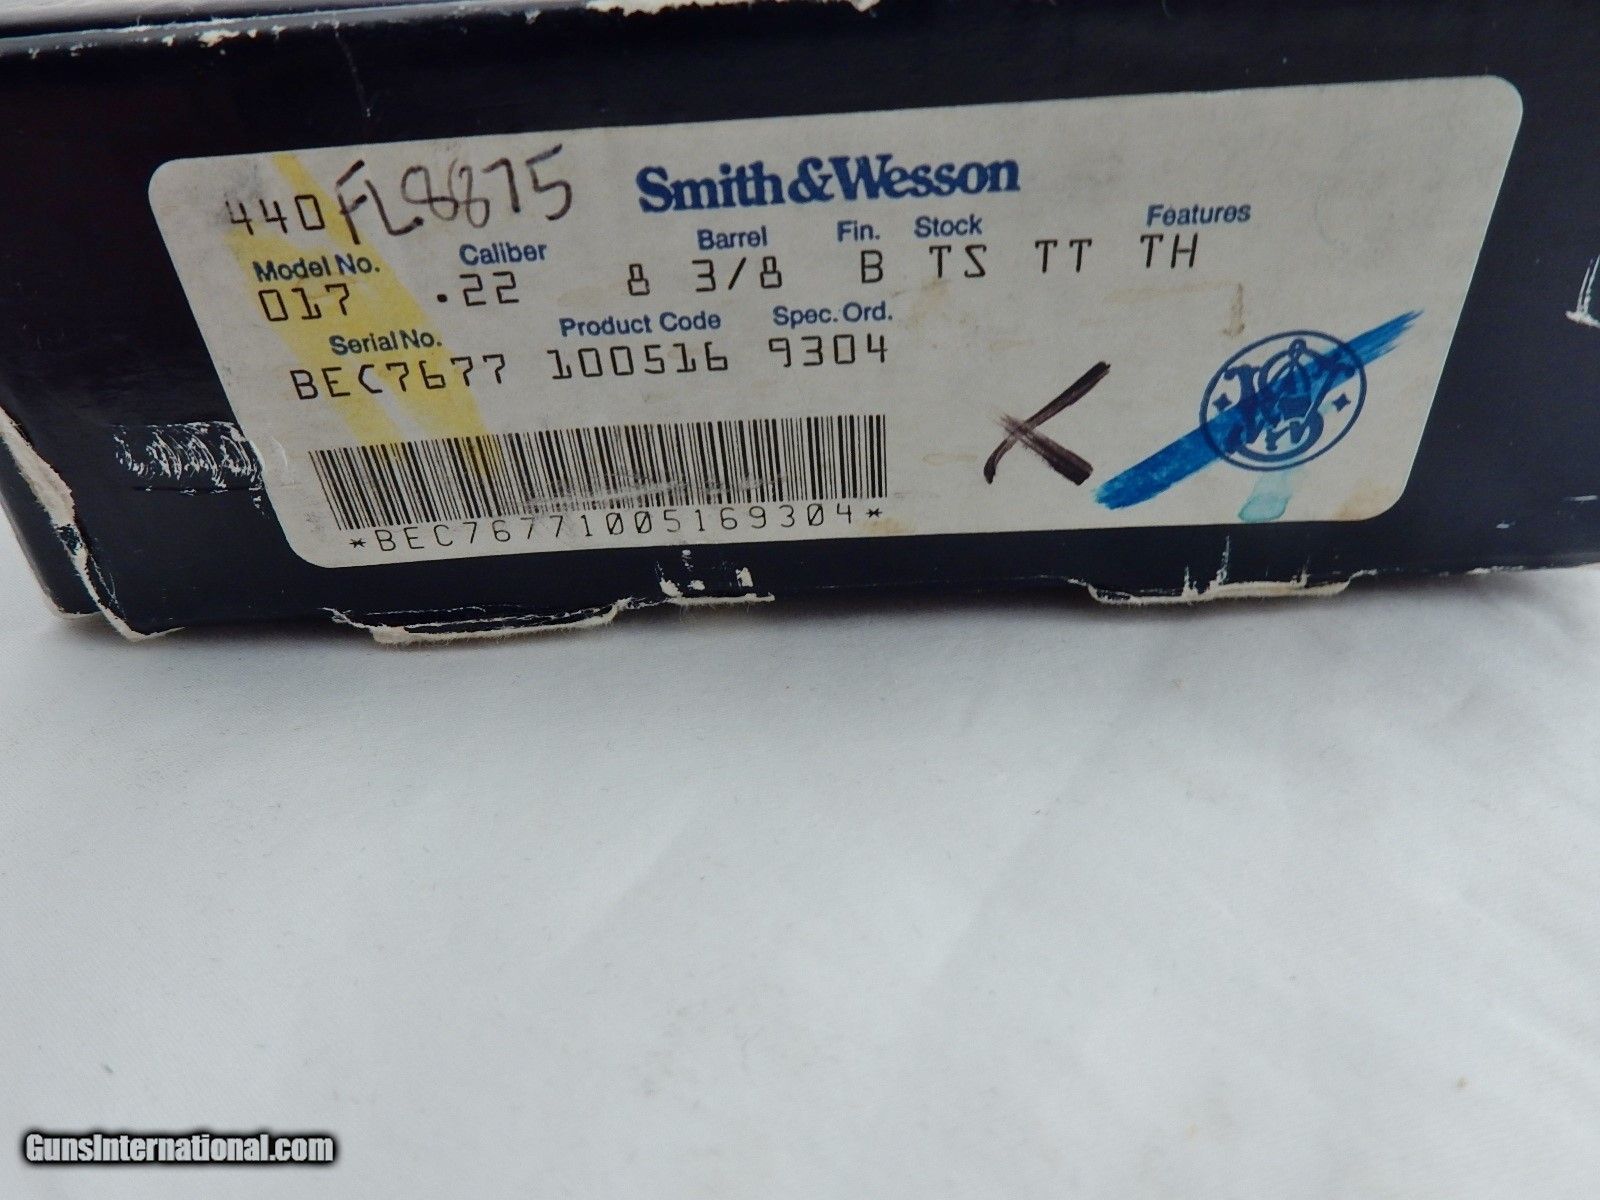 440 FL8875
Smith&Wesson
Model No. Caliber Barrel Fin. Stock Features
017 .22 8 3/8 B TS TT TH
Serial No. Product Code Spec. Ord.
BEC7677 100516 9304
*BEC76771005169304*
X
GunsInternational.com